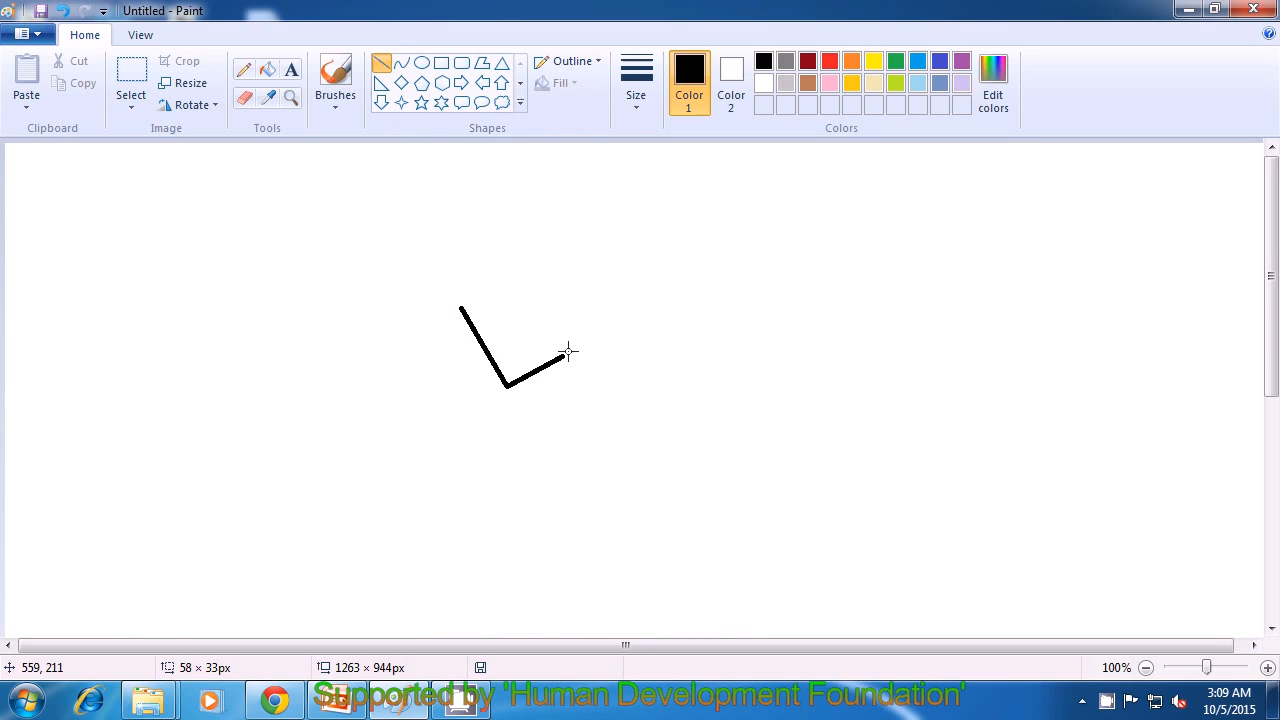 Untitled - Paint
Home View
Paste
Cut
Copy
Clipboard
Select
Crop
Resize
Rotate
Image
A
Tools
Brushes
Shapes
Outline
Fill
Size
Color 1
Color 2
Edit colors
Colors
559, 211
58 × 33px
1263 × 944px
100%
Supported by 'Human Development Foundation'
3:09 AM
10/5/2015